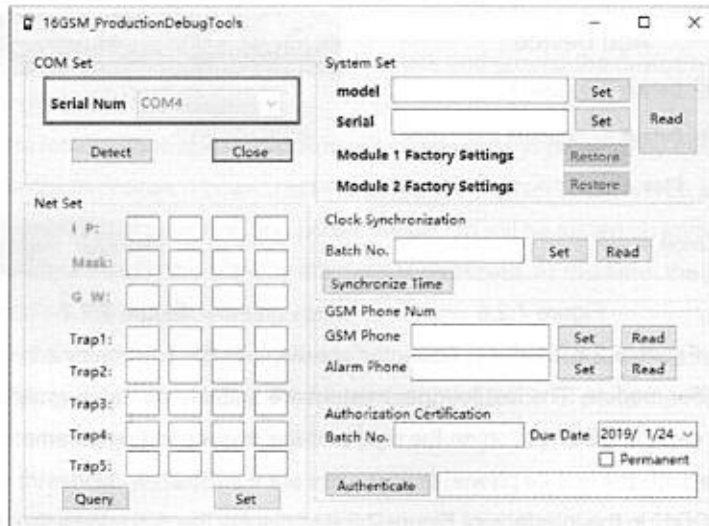 16GSM_ProductionDebugTools
COM Set
Serial Num COM4
Detect Close
Net Set
I P:
Mask:
G W:
Trap1:
Trap2:
Trap3:
Trap4:
Trap5:
Query Set
System Set
model Set
Serial Set
Read
Module 1 Factory Settings Restore
Module 2 Factory Settings Restore
Clock Synchronization
Batch No. Set Read
Synchronize Time
GSM Phone Num
GSM Phone Set Read
Alarm Phone Set Read
Authorization Certification
Batch No. Due Date 2019/ 1/24
Permanent
Authenticate